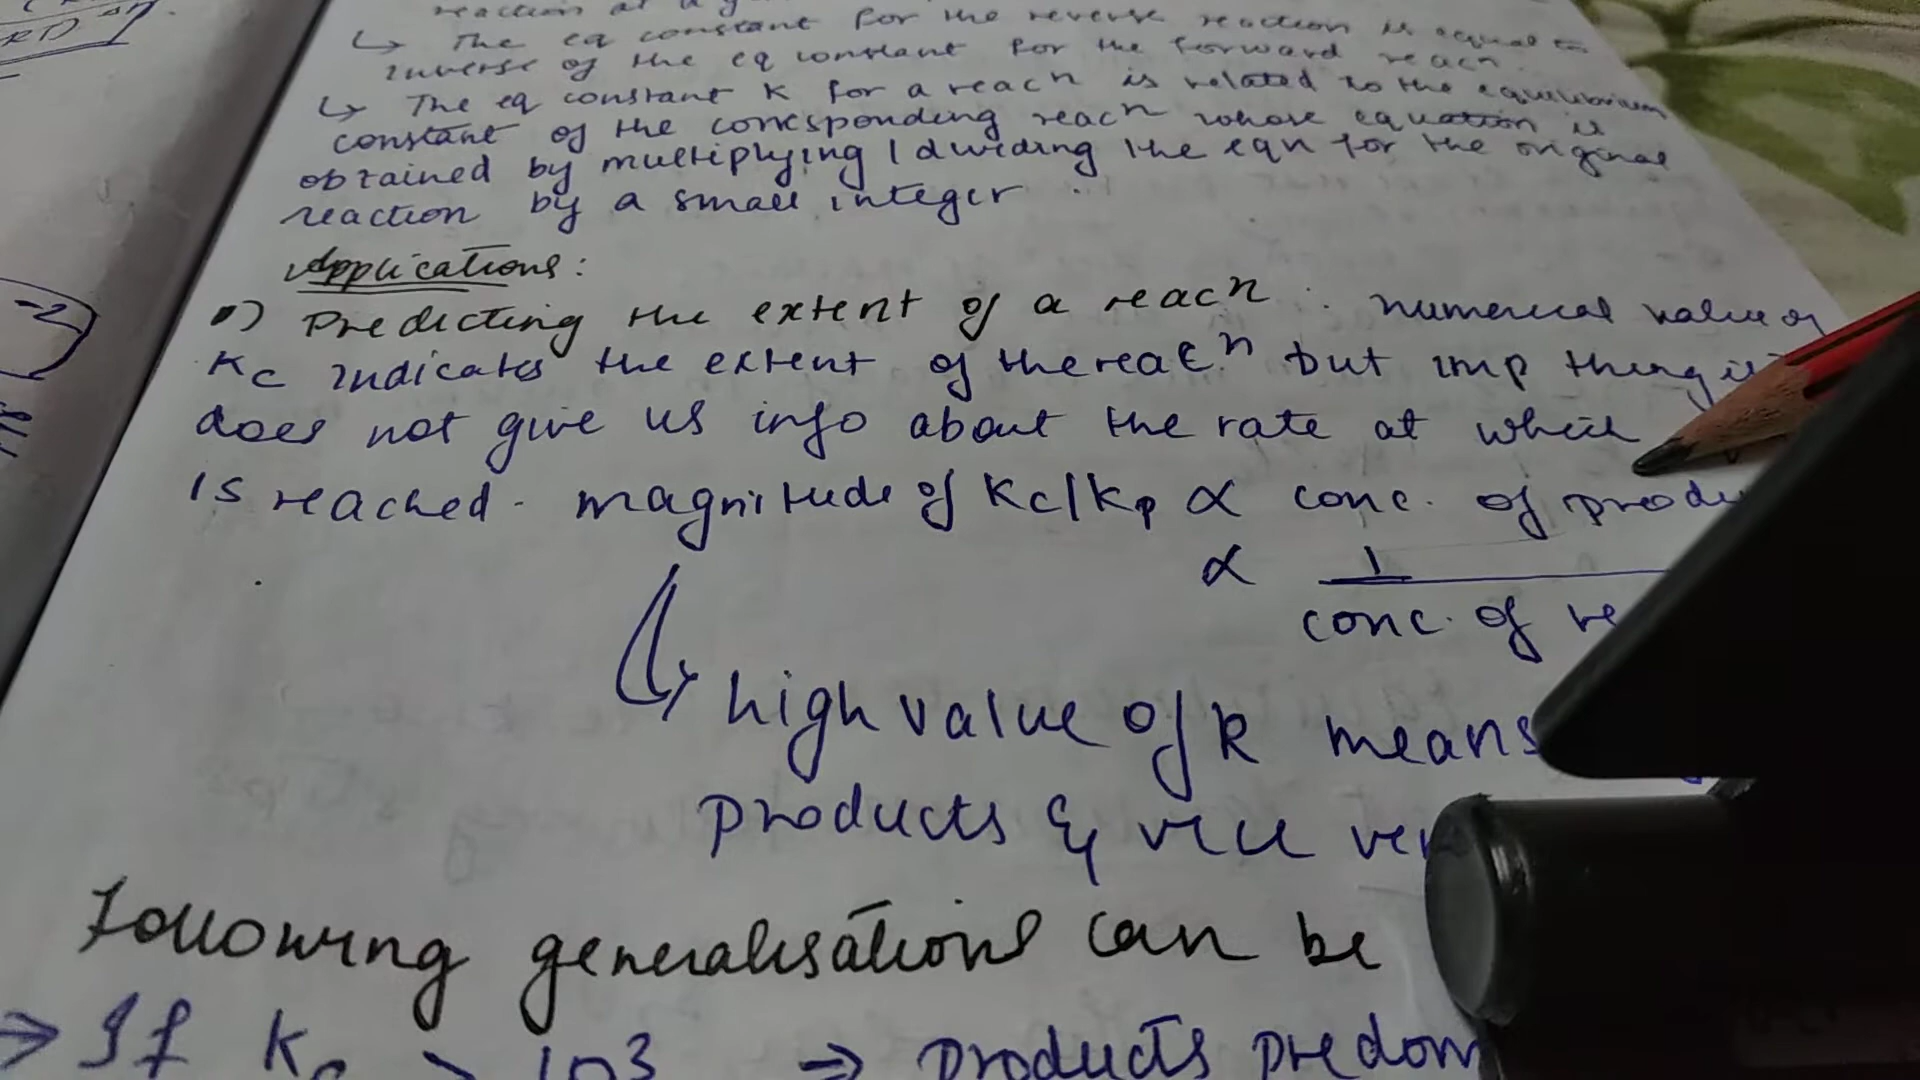 reaction at a g
↳ The eq constant for the reverse reaction is equal to
inverse of the eq constant for the forward reacn
↳ The eq constant K for a reacn is related to the equilibrium
constant of the corresponding reacn whose equation is
obtained by multiplying / dividing the eqn for the original
reaction by a small integer
Applications:
Predicting the extent of a reacn : numerical value of
Kc indicates the extent of the reacn but imp thing is
does not give us info about the rate at which
is reached. magnitude of Kc/Kp ∝ conc. of produ
∝ 1
conc. of re
high value of K means
products & vice ver
Following generalisations can be
⇒ If Kc > 10³ ⇒ products predom